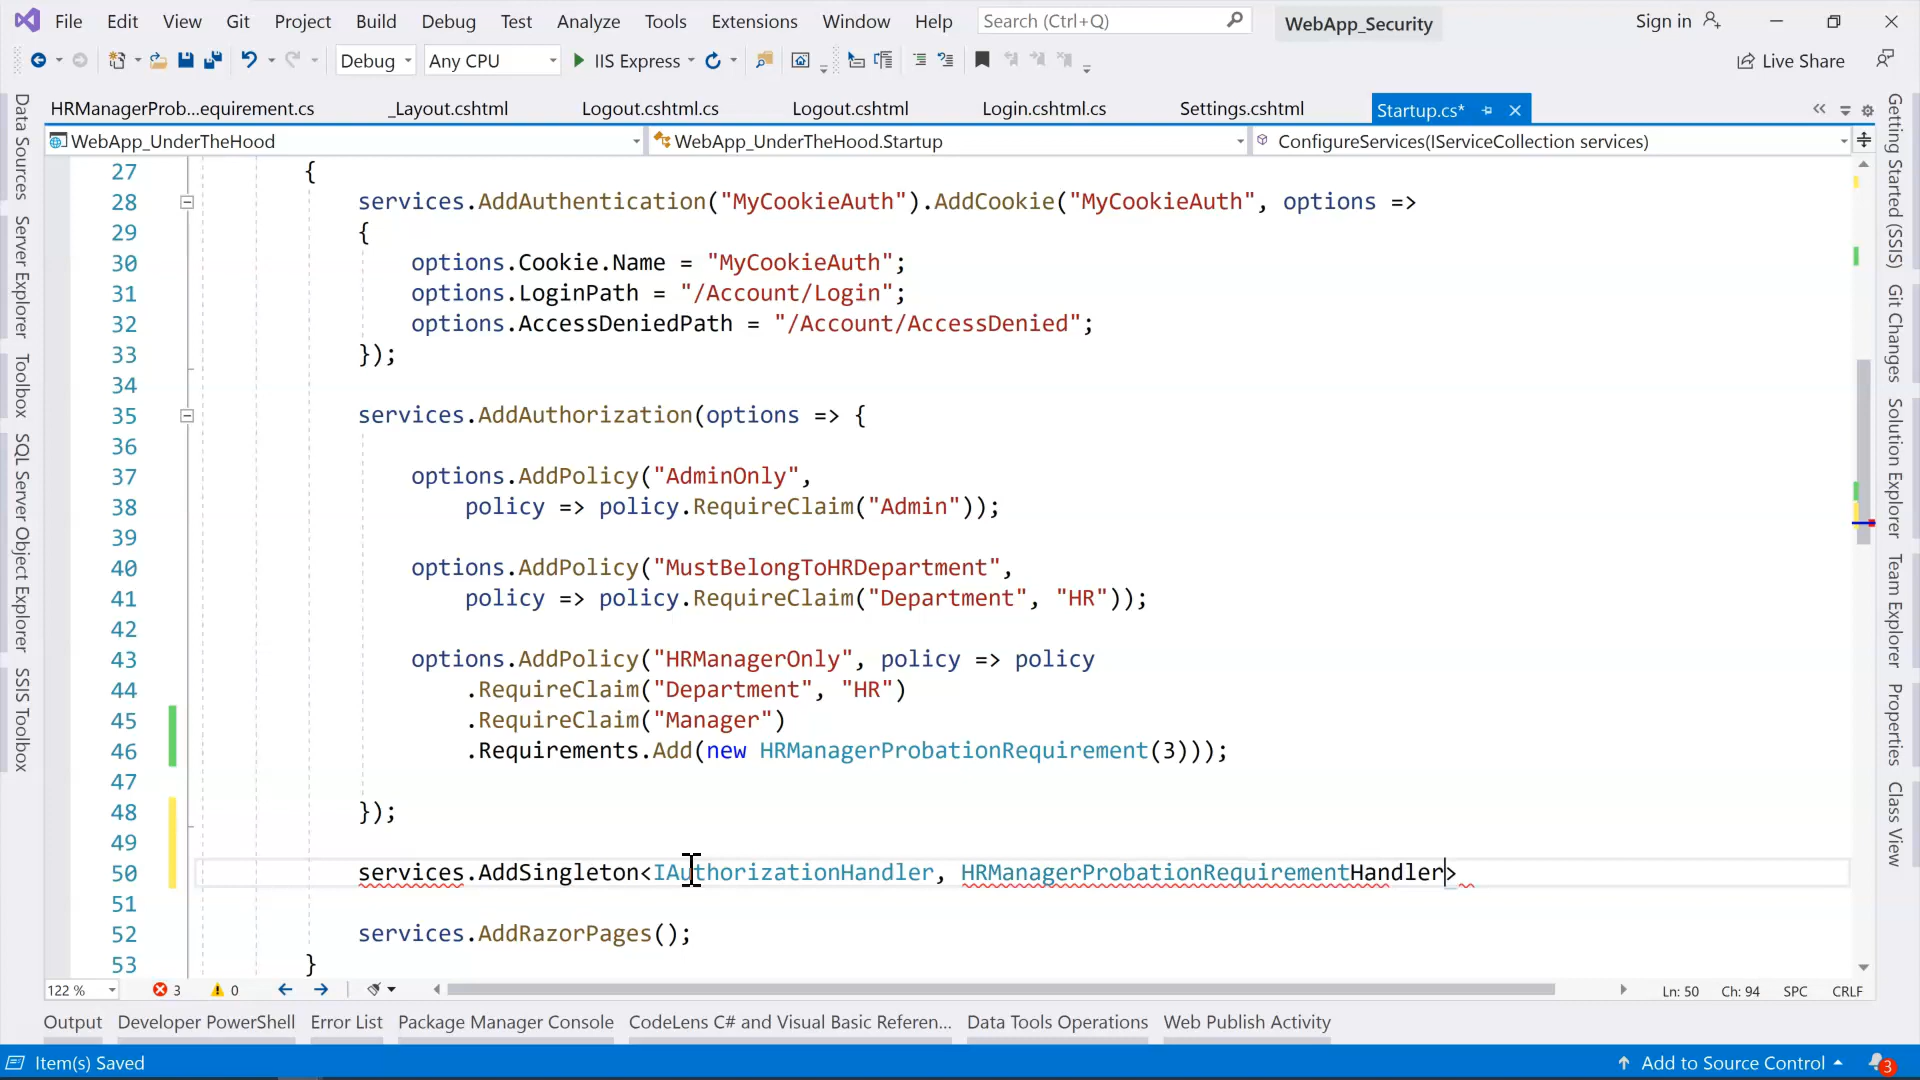 File Edit View Git Project Build Debug Test Analyze Tools Extensions Window Help Search (Ctrl+Q) WebApp_Security Sign in
Debug Any CPU IIS Express Live Share
HRManagerProb...equirement.cs _Layout.cshtml Logout.cshtml.cs Logout.cshtml Login.cshtml.cs Settings.cshtml Startup.cs*
WebApp_UnderTheHood WebApp_UnderTheHood.Startup ConfigureServices(IServiceCollection services)
27 {
28 services.AddAuthentication("MyCookieAuth").AddCookie("MyCookieAuth", options =>
29 {
30 options.Cookie.Name = "MyCookieAuth";
31 options.LoginPath = "/Account/Login";
32 options.AccessDeniedPath = "/Account/AccessDenied";
33 });
34
35 services.AddAuthorization(options => {
36
37 options.AddPolicy("AdminOnly",
38 policy => policy.RequireClaim("Admin"));
39
40 options.AddPolicy("MustBelongToHRDepartment",
41 policy => policy.RequireClaim("Department", "HR"));
42
43 options.AddPolicy("HRManagerOnly", policy => policy
44 .RequireClaim("Department", "HR")
45 .RequireClaim("Manager")
46 .Requirements.Add(new HRManagerProbationRequirement(3)));
47
48 });
49
50 services.AddSingleton<IAuthorizationHandler, HRManagerProbationRequirementHandler>
51
52 services.AddRazorPages();
53 }
122 % 3 0 Ln: 50 Ch: 94 SPC CRLF
Output Developer PowerShell Error List Package Manager Console CodeLens C# and Visual Basic Referen... Data Tools Operations Web Publish Activity
Item(s) Saved Add to Source Control 3
Data Sources
Server Explorer
Toolbox
SQL Server Object Explorer
SSIS Toolbox
Getting Started (SSIS)
Git Changes
Solution Explorer
Team Explorer
Properties
Class View